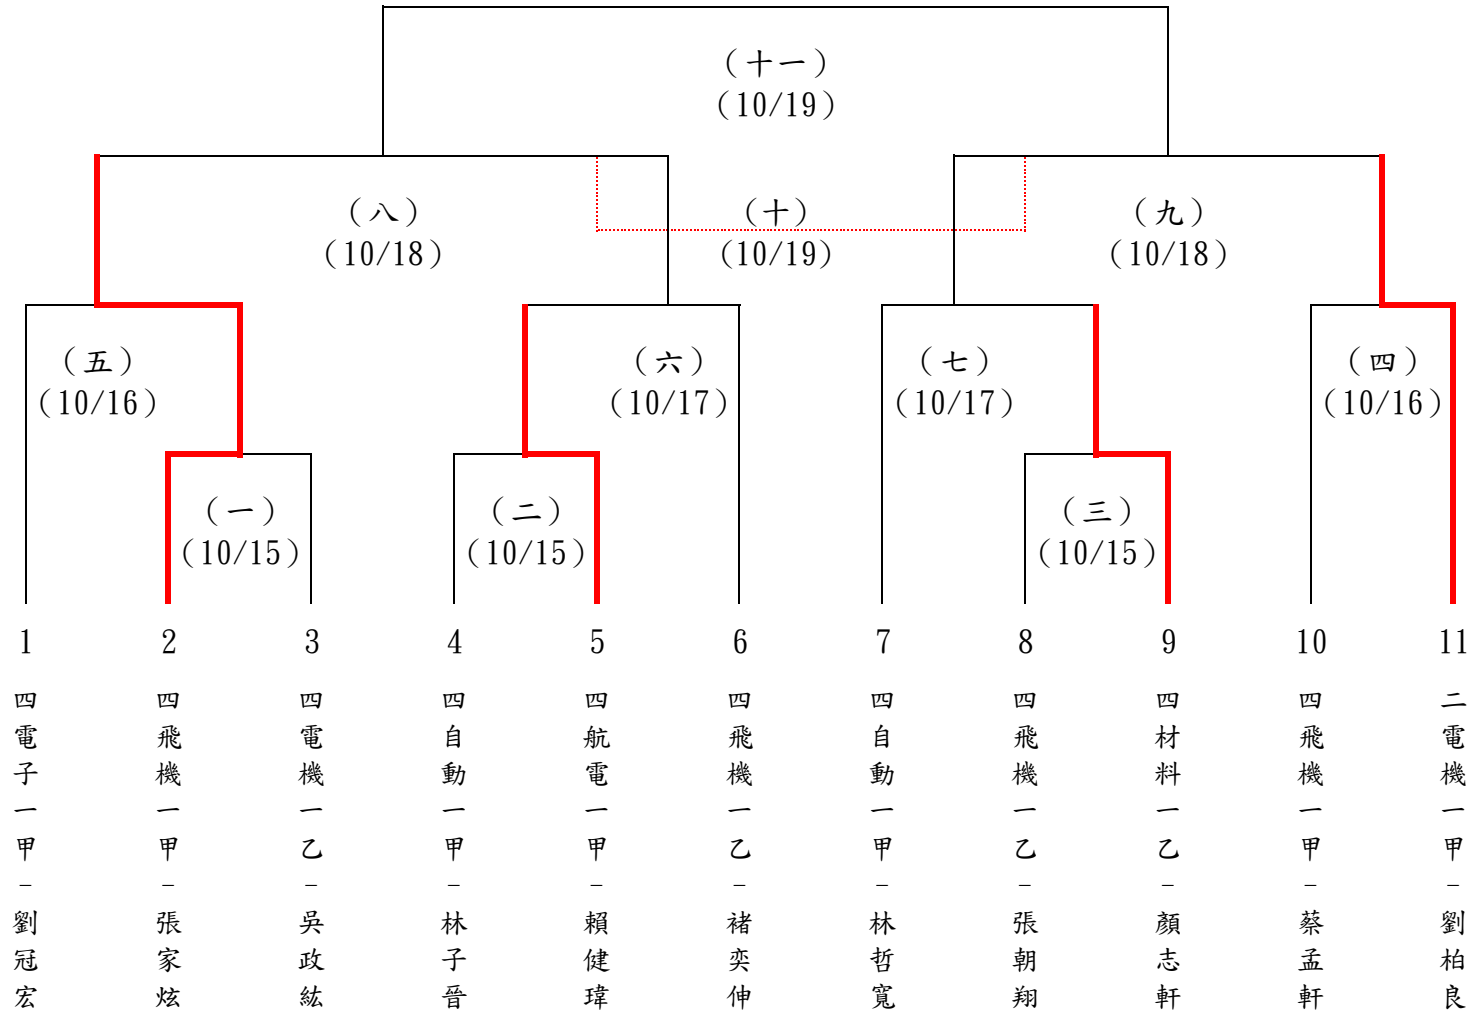 （十一）
（10/19）
（八）
（10/18）
（十）
（10/19）
（九）
（10/18）
（五）
（10/16）
（六）
（10/17）
（七）
（10/17）
（四）
（10/16）
（一）
（10/15）
（二）
（10/15）
（三）
（10/15）
1
2
3
4
5
6
7
8
9
10
11
四電子一甲-劉冠宏
四飛機一甲-張家炫
四電機一乙-吳政紘
四自動一甲-林子晉
四航電一甲-賴健瑋
四飛機一乙-褚奕伸
四自動一甲-林哲寬
四飛機一乙-張朝翔
四材料一乙-顏志軒
四飛機一甲-蔡孟軒
二電機一甲-劉柏良